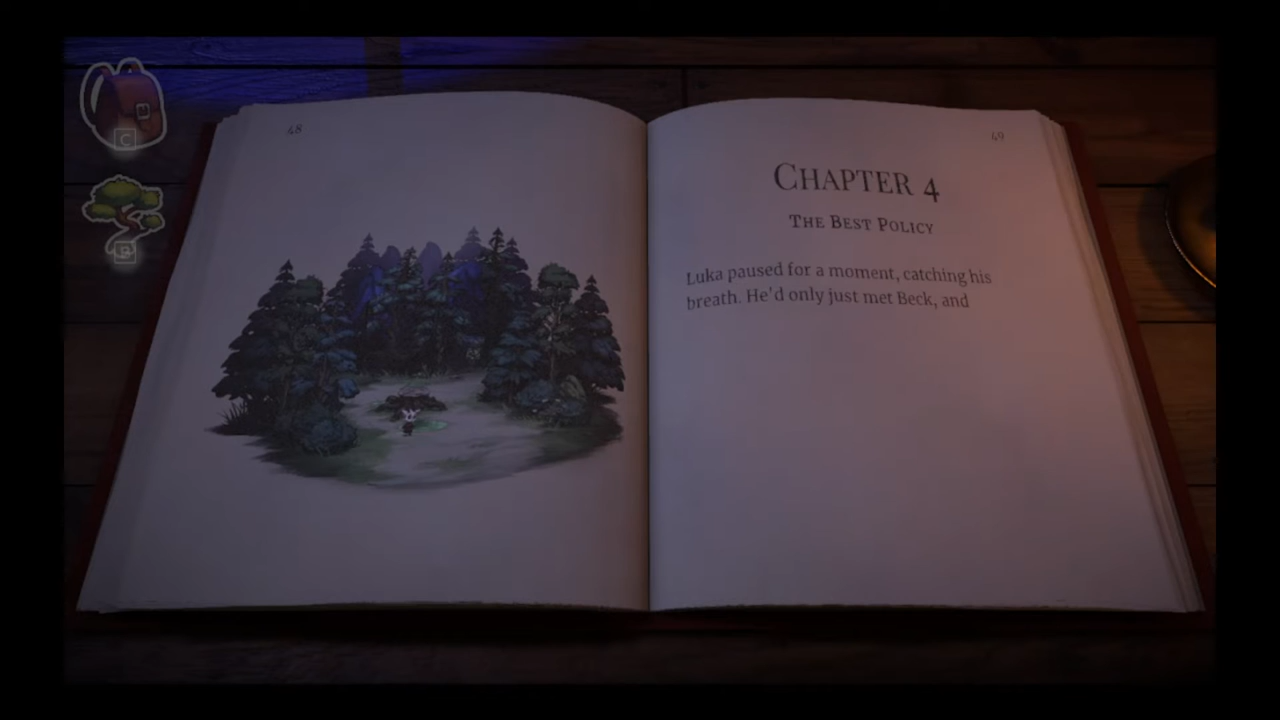 C
B
48
49
Chapter 4
The Best Policy
Luka paused for a moment, catching his
breath. He'd only just met Beck, and